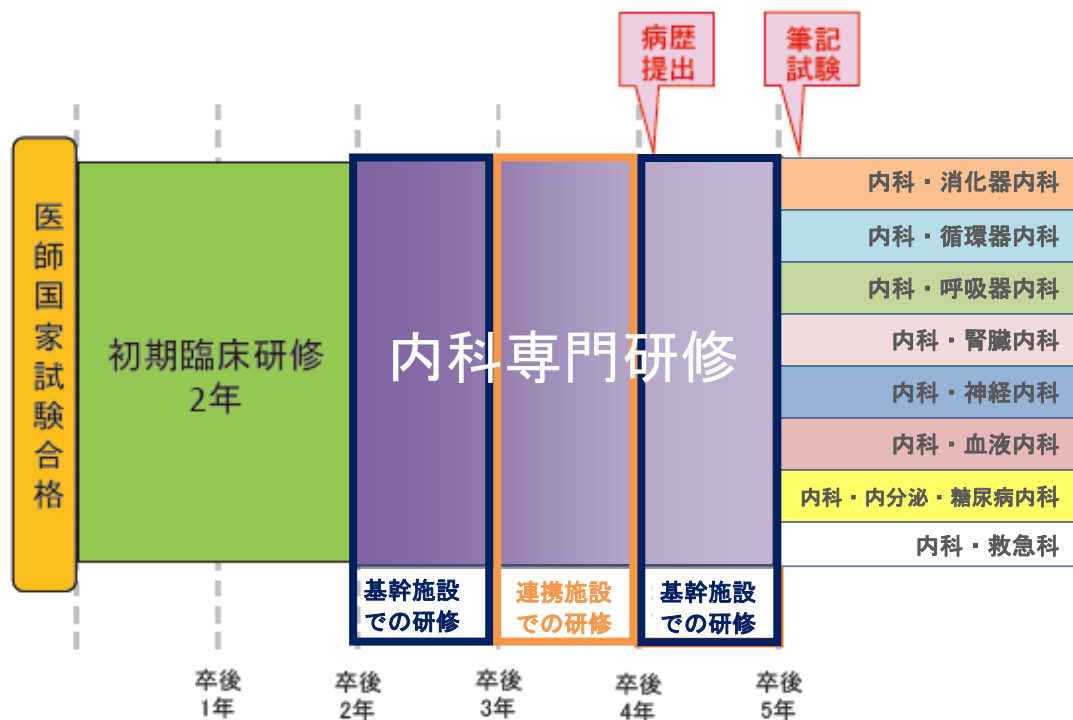 病歴
提出
筆記
試験
医師国家試験合格
初期臨床研修
2年
内科専門研修
内科・消化器内科
内科・循環器内科
内科・呼吸器内科
内科・腎臓内科
内科・神経内科
内科・血液内科
内科・内分泌・糖尿病内科
内科・救急科
基幹施設
での研修
連携施設
での研修
基幹施設
での研修
卒後
1年
卒後
2年
卒後
3年
卒後
4年
卒後
5年